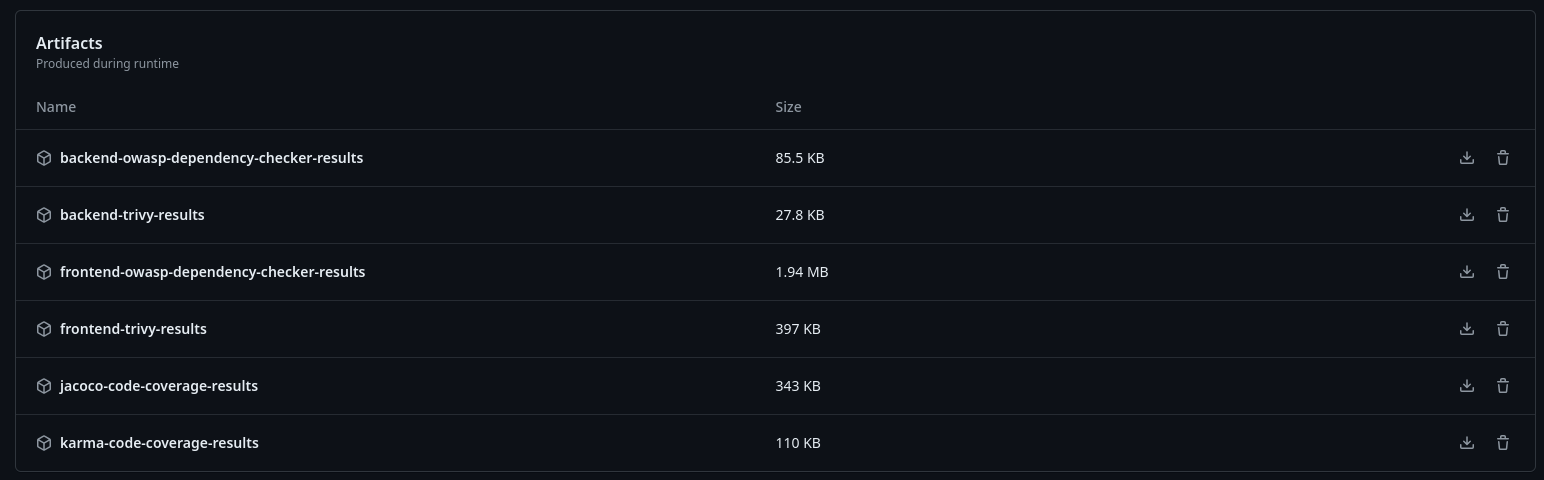 Artifacts
Produced during runtime
Name Size
backend-owasp-dependency-checker-results 85.5 KB
backend-trivy-results 27.8 KB
frontend-owasp-dependency-checker-results 1.94 MB
frontend-trivy-results 397 KB
jacoco-code-coverage-results 343 KB
karma-code-coverage-results 110 KB